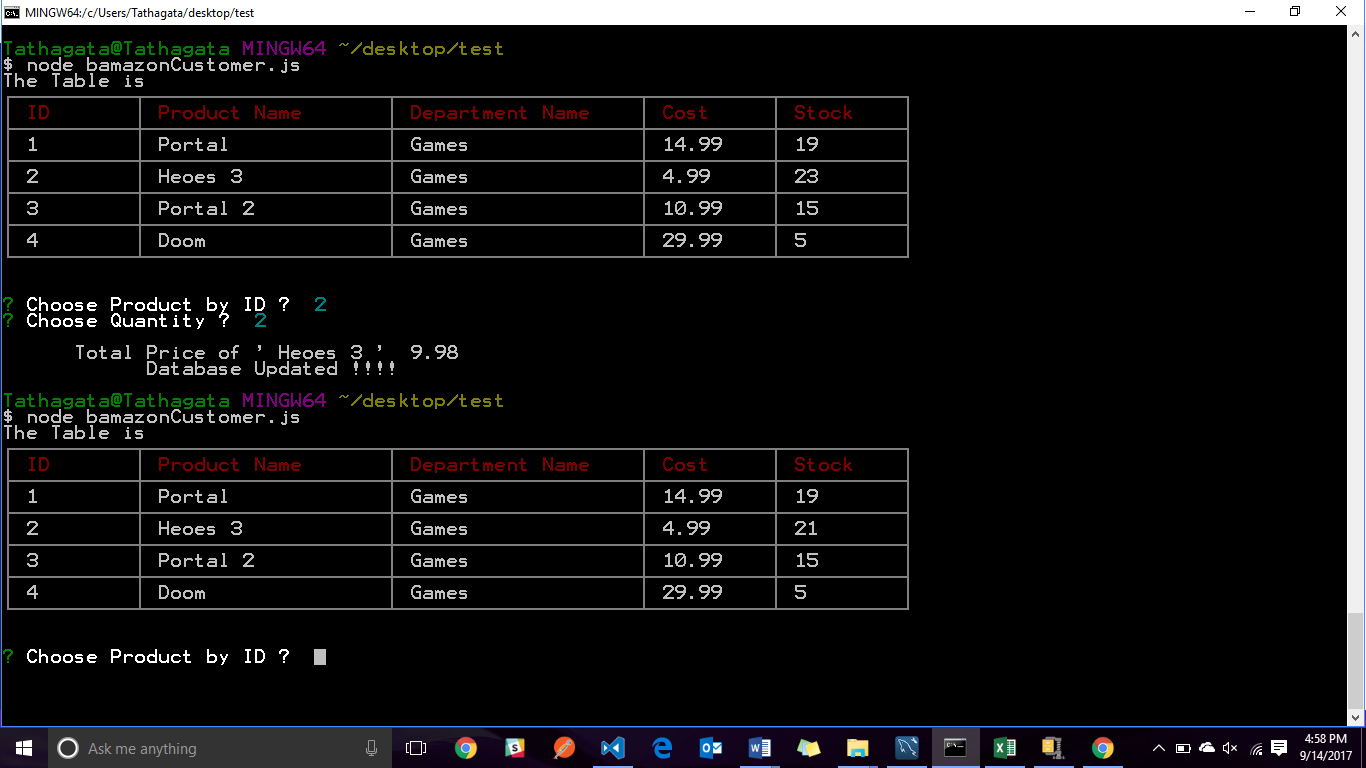 MINGW64:/c/Users/Tathagata/desktop/test
Tathagata@Tathagata MINGW64 ~/desktop/test
$ node bamazonCustomer.js
The Table is
ID Product Name Department Name Cost Stock
1 Portal Games 14.99 19
2 Heoes 3 Games 4.99 23
3 Portal 2 Games 10.99 15
4 Doom Games 29.99 5
? Choose Product by ID ? 2
? Choose Quantity ? 2
Total Price of ' Heoes 3 ' 9.98
Database Updated !!!!
Tathagata@Tathagata MINGW64 ~/desktop/test
$ node bamazonCustomer.js
The Table is
ID Product Name Department Name Cost Stock
1 Portal Games 14.99 19
2 Heoes 3 Games 4.99 21
3 Portal 2 Games 10.99 15
4 Doom Games 29.99 5
? Choose Product by ID ?
Ask me anything
4:58 PM
9/14/2017